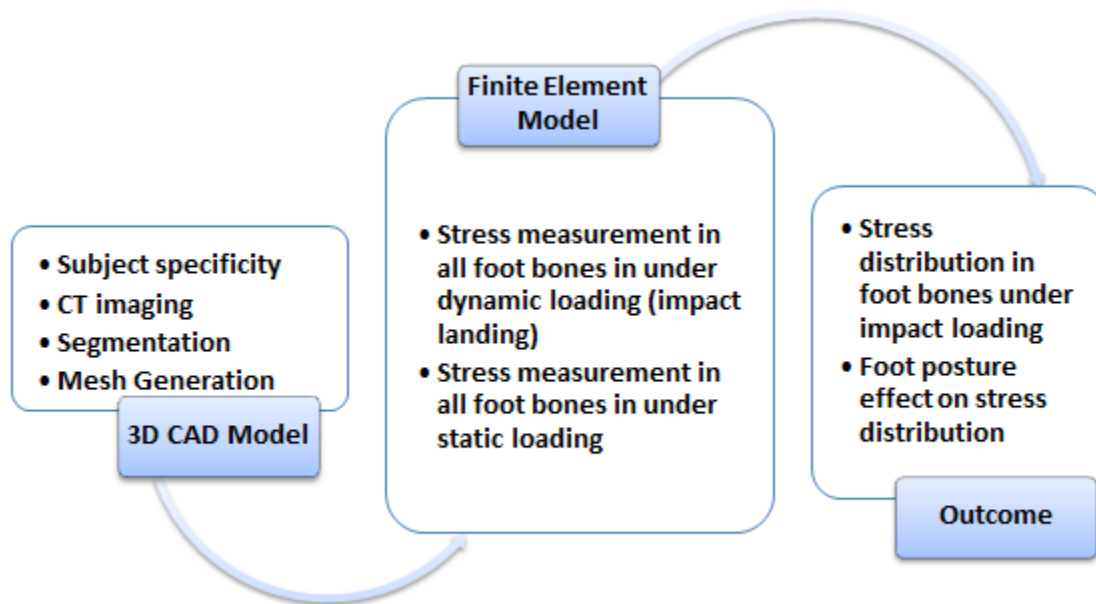 • Subject specificity
• CT imaging
• Segmentation
• Mesh Generation
3D CAD Model
Finite Element
Model
• Stress measurement in
all foot bones in under
dynamic loading (impact
landing)
• Stress measurement in
all foot bones in under
static loading
• Stress
distribution in
foot bones under
impact loading
• Foot posture
effect on stress
distribution
Outcome